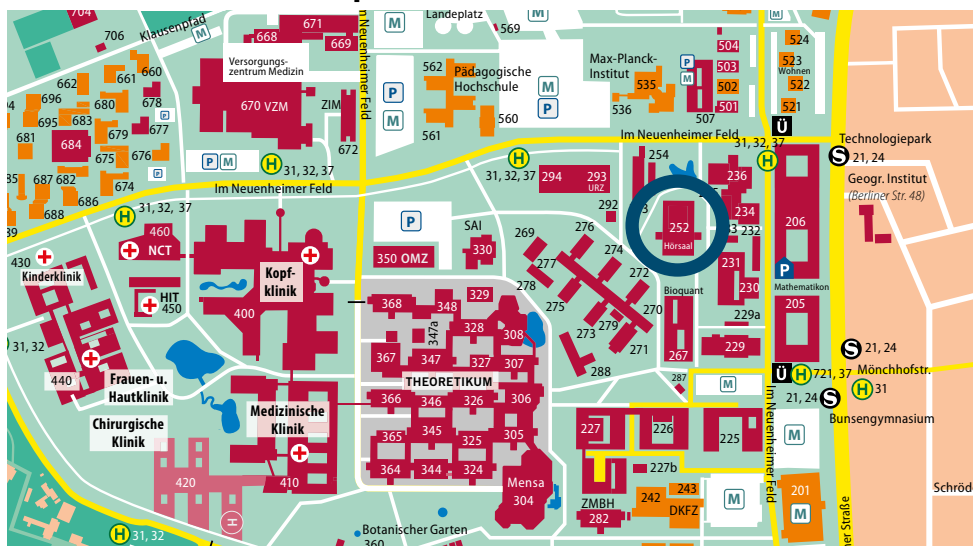 704
706
Klausenpfad
M
668
671
669
Im Neuenheimer Feld
M
Landeplatz
569
M
504
503
502
501
507
P
M
M
524
523
Wohnen
522
521
Ü
Versorgungs-
zentrum Medizin
670 VZM
ZIM
672
P
M
562
561
560
Pädagogische
Hochschule
M
P
Max-Planck-
Institut
535
536
660
661
662
696
680
678
695
683
679
677
P
681
684
675
676
P
674
687
682
686
688
P
M
H
31, 32, 37
Im Neuenheimer Feld
H
31, 32, 37
Im Neuenheimer Feld
31, 32, 37
H
Technologiepark
S
21, 24
Geogr. Institut
(Berliner Str. 48)
31, 32, 37
H
294
293
URZ
292
254
236
234
232
252
Hörsaal
206
P
Mathematikon
205
231
230
229a
229
P
SAI
330
350 OMZ
269
276
277
274
278
275
272
270
273
279
271
288
Bioquant
267
287
430
Kinderklinik
460
NCT
HIT
450
Kopf-
klinik
400
31, 32
440
Frauen- u.
Hautklinik
Chirurgische
Klinik
Medizinische
Klinik
420
410
H
H
31, 32
368
348
329
347a
328
308
367
347
327
307
THEORETIKUM
366
346
326
306
365
345
325
305
364
344
324
Mensa
304
Botanischer Garten
360
M
Ü
H
721, 37
S
21, 24
Mönchhofstr.
H
31
21, 24
S
Bunsengymnasium
227
226
225
M
Im Neuenheimer Feld
227b
ZMBH
282
242
243
DKFZ
M
201
M
Schröd